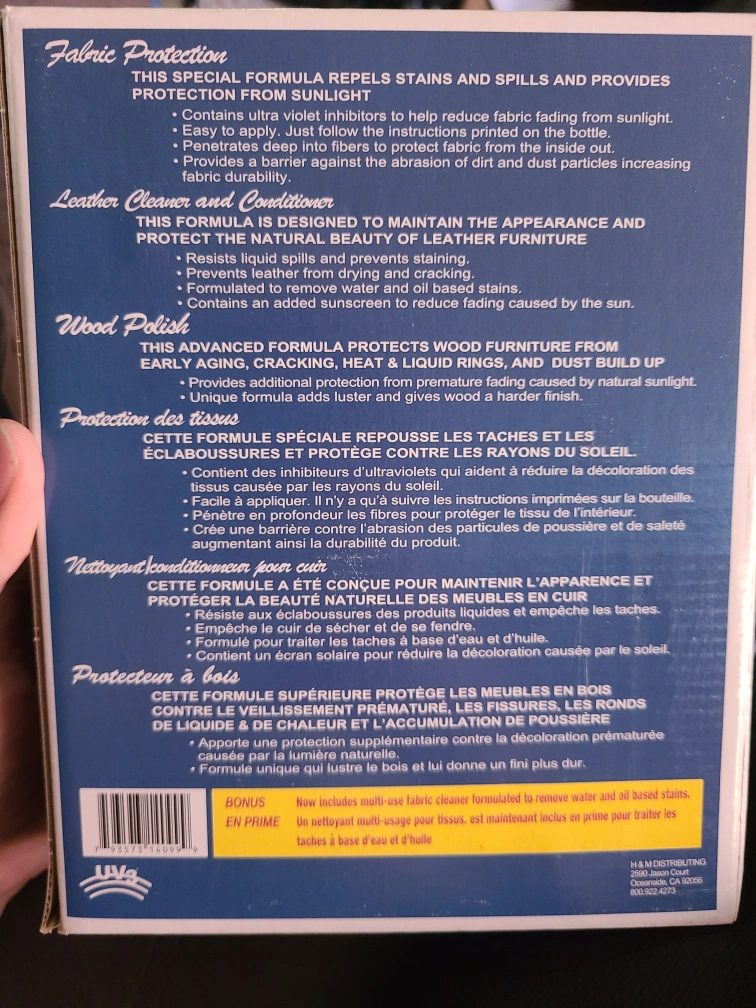 Fabric Protection
THIS SPECIAL FORMULA REPELS STAINS AND SPILLS AND PROVIDES
PROTECTION FROM SUNLIGHT
• Contains ultra violet inhibitors to help reduce fabric fading from sunlight.
• Easy to apply. Just follow the instructions printed on the bottle.
• Penetrates deep into fibers to protect fabric from the inside out.
• Provides a barrier against the abrasion of dirt and dust particles increasing
fabric durability.
Leather Cleaner and Conditioner
THIS FORMULA IS DESIGNED TO MAINTAIN THE APPEARANCE AND
PROTECT THE NATURAL BEAUTY OF LEATHER FURNITURE
• Resists liquid spills and prevents staining.
• Prevents leather from drying and cracking.
• Formulated to remove water and oil based stains.
• Contains an added sunscreen to reduce fading caused by the sun.
Wood Polish
THIS ADVANCED FORMULA PROTECTS WOOD FURNITURE FROM
EARLY AGING, CRACKING, HEAT & LIQUID RINGS, AND DUST BUILD UP
• Provides additional protection from premature fading caused by natural sunlight.
• Unique formula adds luster and gives wood a harder finish.
Protection des tissus
CETTE FORMULE SPÉCIALE REPOUSSE LES TACHES ET LES
ÉCLABOUSSURES ET PROTÈGE CONTRE LES RAYONS DU SOLEIL.
• Contient des inhibiteurs d'ultraviolets qui aident à réduire la décoloration des
tissus causée par les rayons du soleil.
• Facile à appliquer. Il n'y a qu'à suivre les instructions imprimées sur la bouteille.
• Pénètre en profondeur les fibres pour protéger le tissu de l'intérieur.
• Crée une barrière contre l'abrasion des particules de poussière et de saleté
augmentant ainsi la durabilité du produit.
Nettoyant/conditionneur pour cuir
CETTE FORMULE A ÉTÉ CONÇUE POUR MAINTENIR L'APPARENCE ET
PROTÉGER LA BEAUTÉ NATURELLE DES MEUBLES EN CUIR
• Résiste aux éclaboussures des produits liquides et empêche les taches.
• Empêche le cuir de sécher et de se fendre.
• Formulé pour traiter les taches à base d'eau et d'huile.
• Contient un écran solaire pour réduire la décoloration causée par le soleil.
Protecteur à bois
CETTE FORMULE SUPÉRIEURE PROTÈGE LES MEUBLES EN BOIS
CONTRE LE VEILLISSEMENT PRÉMATURÉ, LES FISSURES, LES RONDS
DE LIQUIDE & DE CHALEUR ET L'ACCUMULATION DE POUSSIÈRE
• Apporte une protection supplémentaire contre la décoloration prématurée
causée par la lumière naturelle.
• Formule unique qui lustre le bois et lui donne un fini plus dur.
BONUS Now includes multi-use fabric cleaner formulated to remove water and oil based stains.
EN PRIME Un nettoyant multi-usage pour tissus, est maintenant inclus en prime pour traiter les
taches à base d'eau et d'huile
7 93573 14099 9
UV3
H & M DISTRIBUTING
2590 Jason Court
Oceanside, CA 92056
800.922.4273